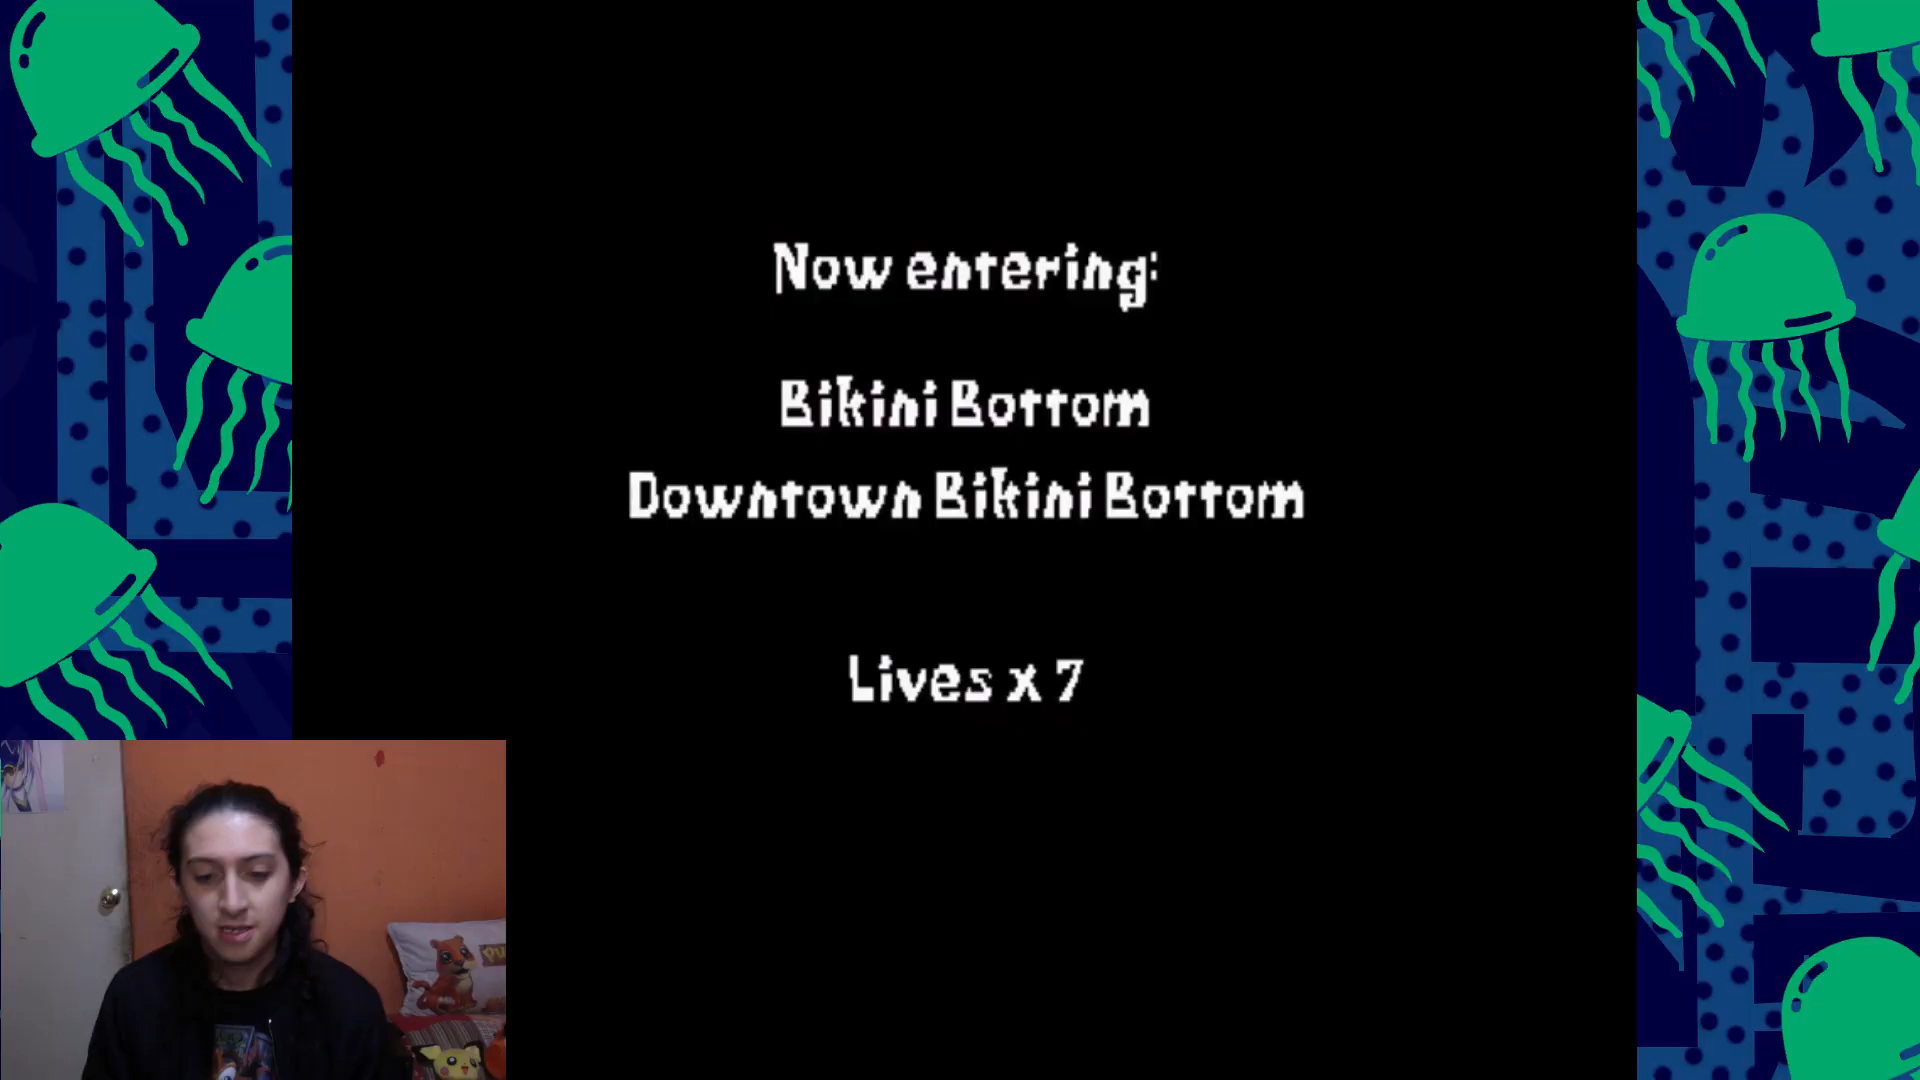 Now entering:
Bikini Bottom
Downtown Bikini Bottom
Lives x 7